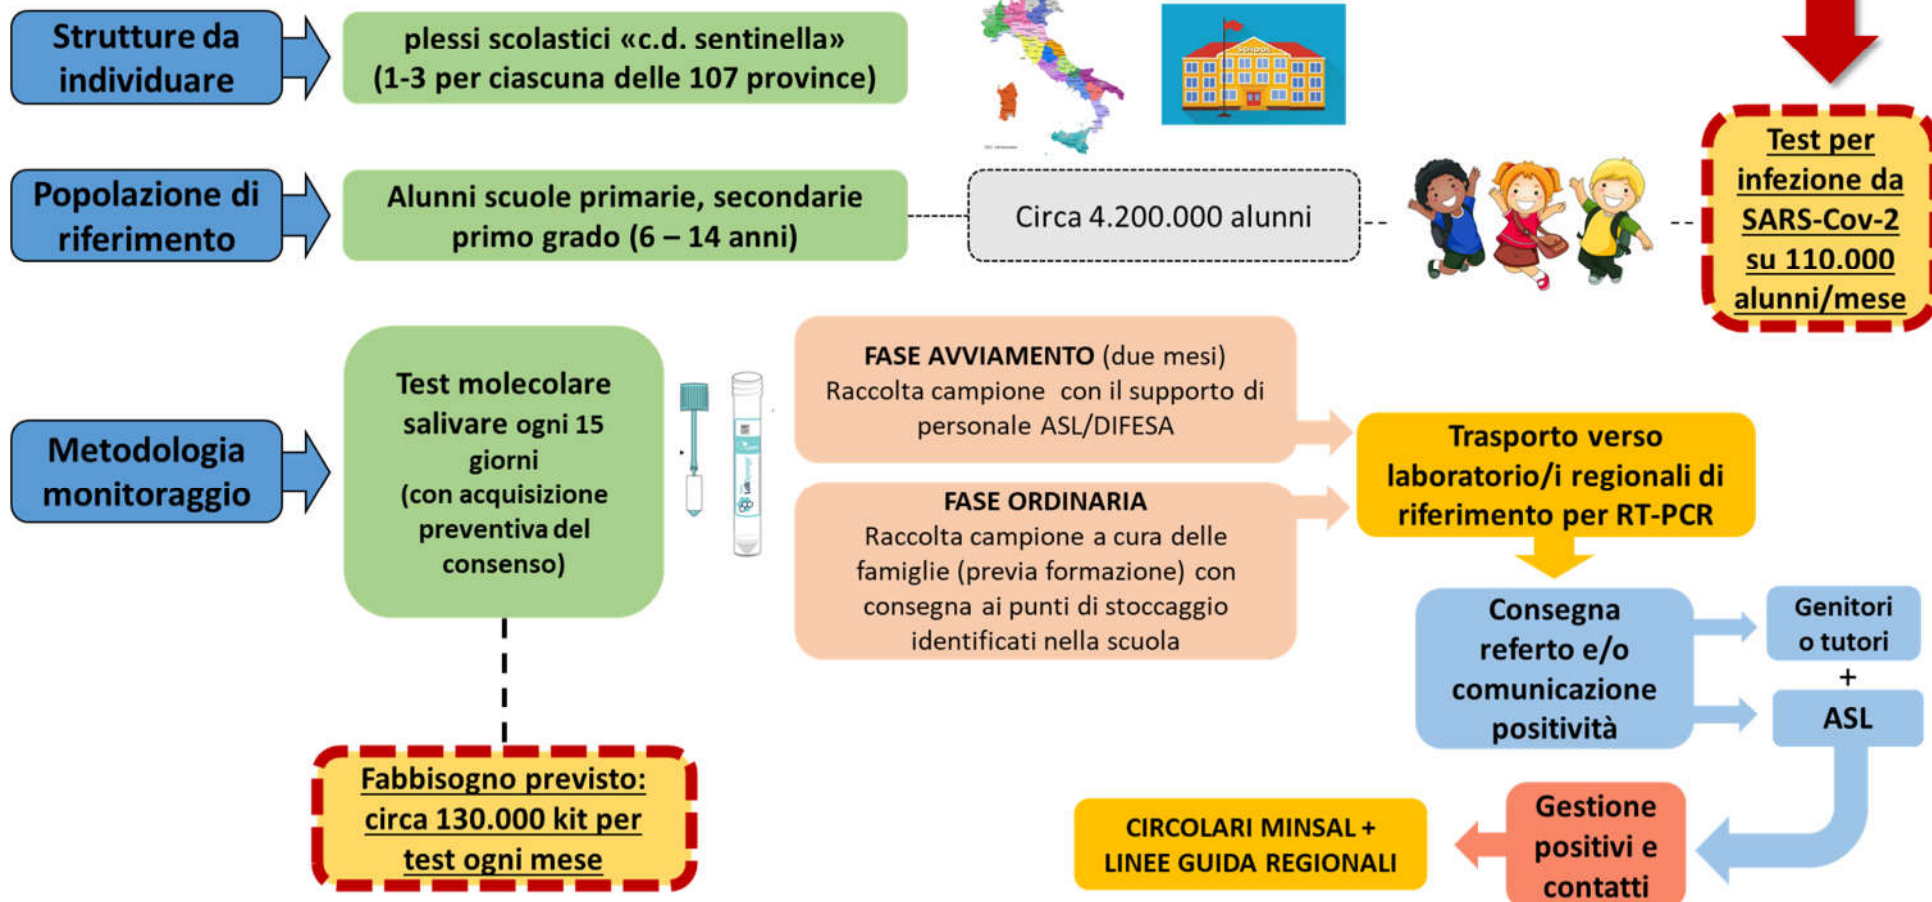 Strutture da
individuare
plessi scolastici «c.d. sentinella»
(1-3 per ciascuna delle 107 province)
SCHOOL
Popolazione di
riferimento
Alunni scuole primarie, secondarie
primo grado (6 – 14 anni)
Circa 4.200.000 alunni
Test per
infezione da
SARS-Cov-2
su 110.000
alunni/mese
Metodologia
monitoraggio
Test molecolare
salivare ogni 15
giorni
(con acquisizione
preventiva del
consenso)
FASE AVVIAMENTO (due mesi)
Raccolta campione con il supporto di
personale ASL/DIFESA
FASE ORDINARIA
Raccolta campione a cura delle
famiglie (previa formazione) con
consegna ai punti di stoccaggio
identificati nella scuola
Trasporto verso
laboratorio/i regionali di
riferimento per RT-PCR
Consegna
referto e/o
comunicazione
positività
Genitori
o tutori
+
ASL
Fabbisogno previsto:
circa 130.000 kit per
test ogni mese
CIRCOLARI MINSAL +
LINEE GUIDA REGIONALI
Gestione
positivi e
contatti